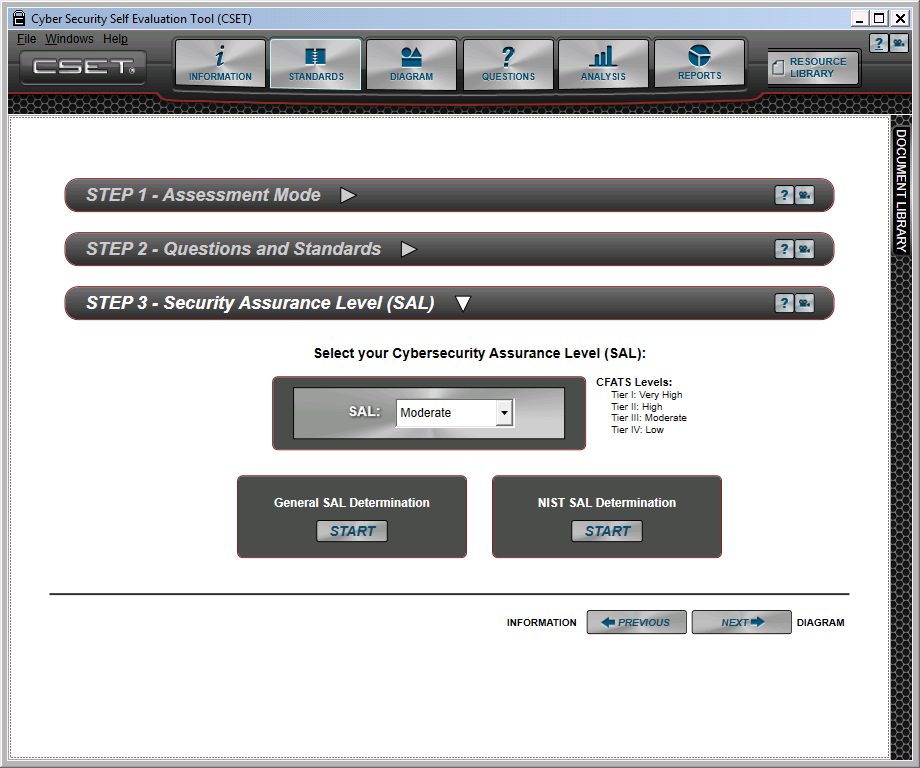 Cyber Security Self Evaluation Tool (CSET)
File Windows Help
CSET
INFORMATION
STANDARDS
DIAGRAM
QUESTIONS
ANALYSIS
REPORTS
RESOURCE
LIBRARY
DOCUMENT LIBRARY
STEP 1 - Assessment Mode
STEP 2 - Questions and Standards
STEP 3 - Security Assurance Level (SAL)
Select your Cybersecurity Assurance Level (SAL):
SAL: Moderate
CFATS Levels:
Tier I: Very High
Tier II: High
Tier III: Moderate
Tier IV: Low
General SAL Determination
START
NIST SAL Determination
START
INFORMATION PREVIOUS NEXT DIAGRAM